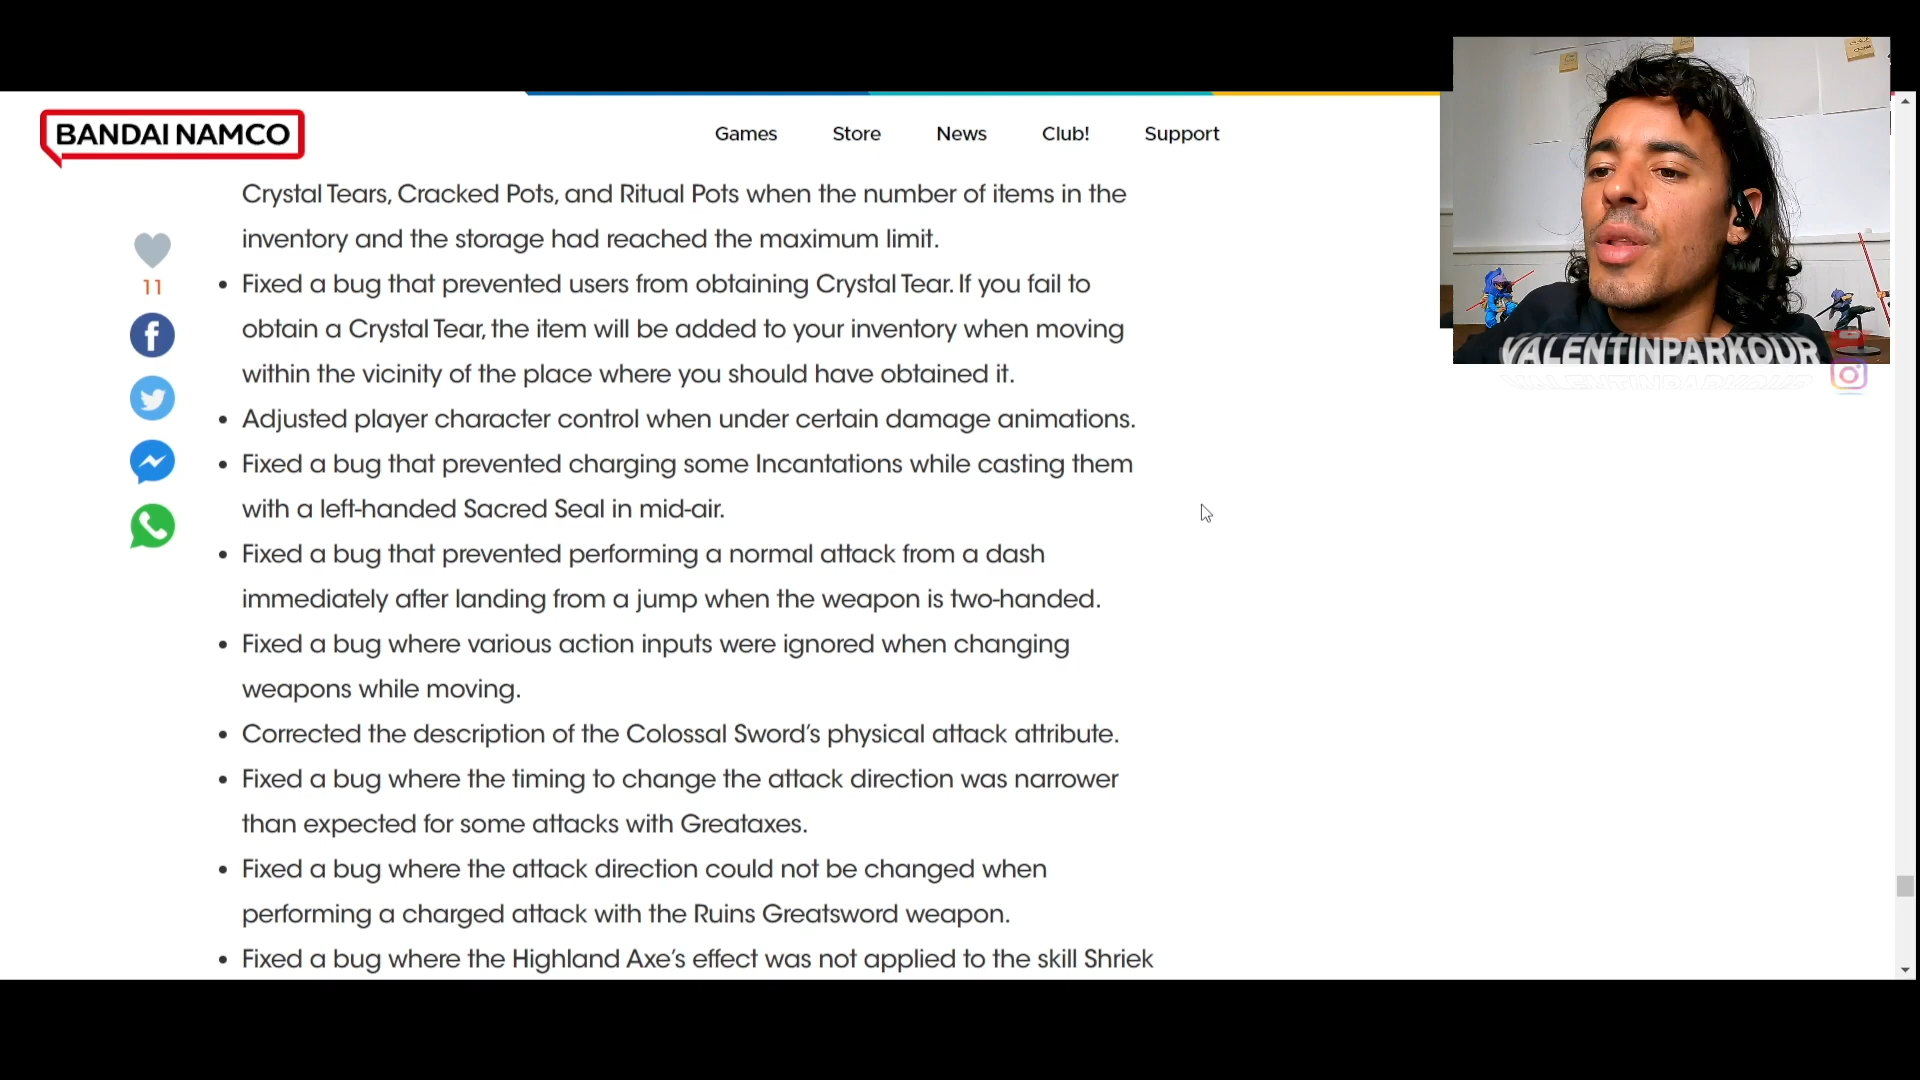 BANDAI NAMCO
Games Store News Club! Support
Crystal Tears, Cracked Pots, and Ritual Pots when the number of items in the
inventory and the storage had reached the maximum limit.
11
• Fixed a bug that prevented users from obtaining Crystal Tear. If you fail to
obtain a Crystal Tear, the item will be added to your inventory when moving
within the vicinity of the place where you should have obtained it.
• Adjusted player character control when under certain damage animations.
• Fixed a bug that prevented charging some Incantations while casting them
with a left-handed Sacred Seal in mid-air.
• Fixed a bug that prevented performing a normal attack from a dash
immediately after landing from a jump when the weapon is two-handed.
• Fixed a bug where various action inputs were ignored when changing
weapons while moving.
• Corrected the description of the Colossal Sword's physical attack attribute.
• Fixed a bug where the timing to change the attack direction was narrower
than expected for some attacks with Greataxes.
• Fixed a bug where the attack direction could not be changed when
performing a charged attack with the Ruins Greatsword weapon.
• Fixed a bug where the Highland Axe's effect was not applied to the skill Shriek
VALENTINPARKOUR